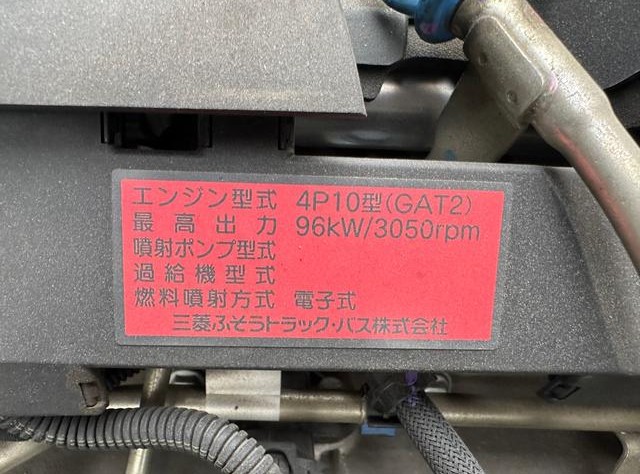 エンジン型式 4P10型(GAT2)
最高出力 96kW/3050rpm
噴射ポンプ型式
過給機型式
燃料噴射方式 電子式
三菱ふそうトラック・バス株式会社